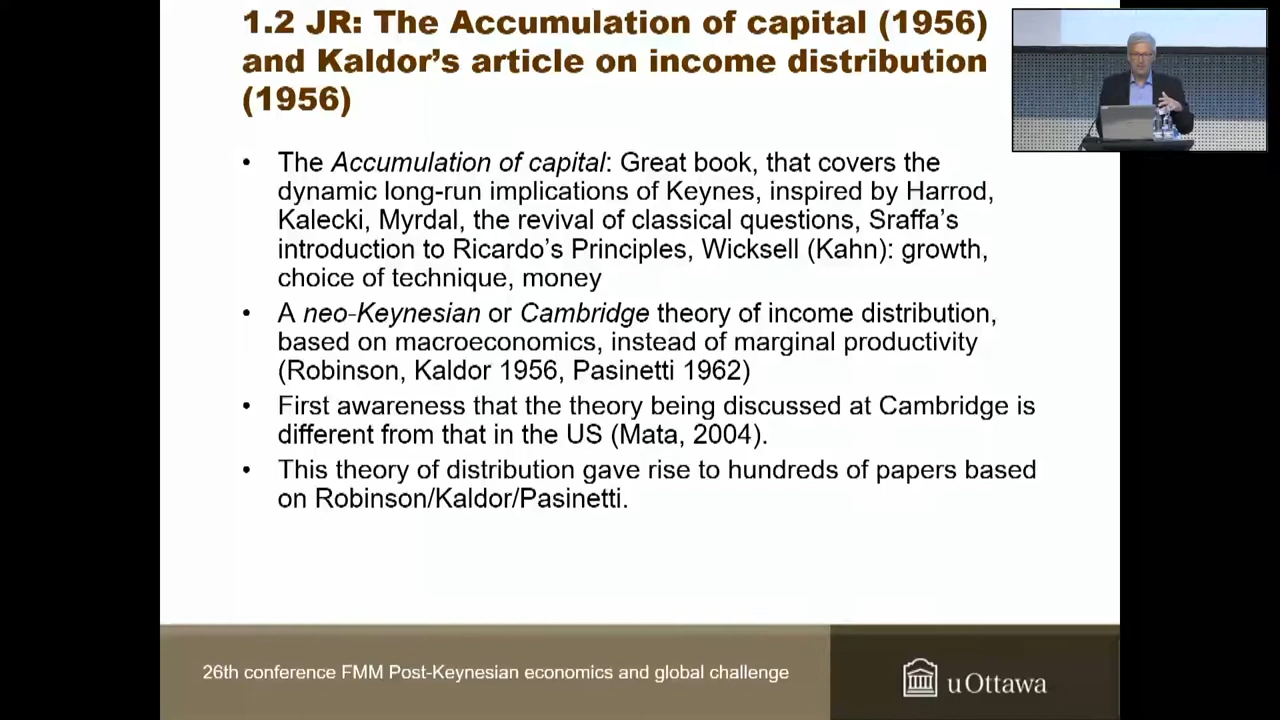 1.2 JR: The Accumulation of capital (1956)
and Kaldor's article on income distribution
(1956)
• The Accumulation of capital: Great book, that covers the
dynamic long-run implications of Keynes, inspired by Harrod,
Kalecki, Myrdal, the revival of classical questions, Sraffa's
introduction to Ricardo's Principles, Wicksell (Kahn): growth,
choice of technique, money
• A neo-Keynesian or Cambridge theory of income distribution,
based on macroeconomics, instead of marginal productivity
(Robinson, Kaldor 1956, Pasinetti 1962)
• First awareness that the theory being discussed at Cambridge is
different from that in the US (Mata, 2004).
• This theory of distribution gave rise to hundreds of papers based
on Robinson/Kaldor/Pasinetti.
26th conference FMM Post-Keynesian economics and global challenge
uOttawa